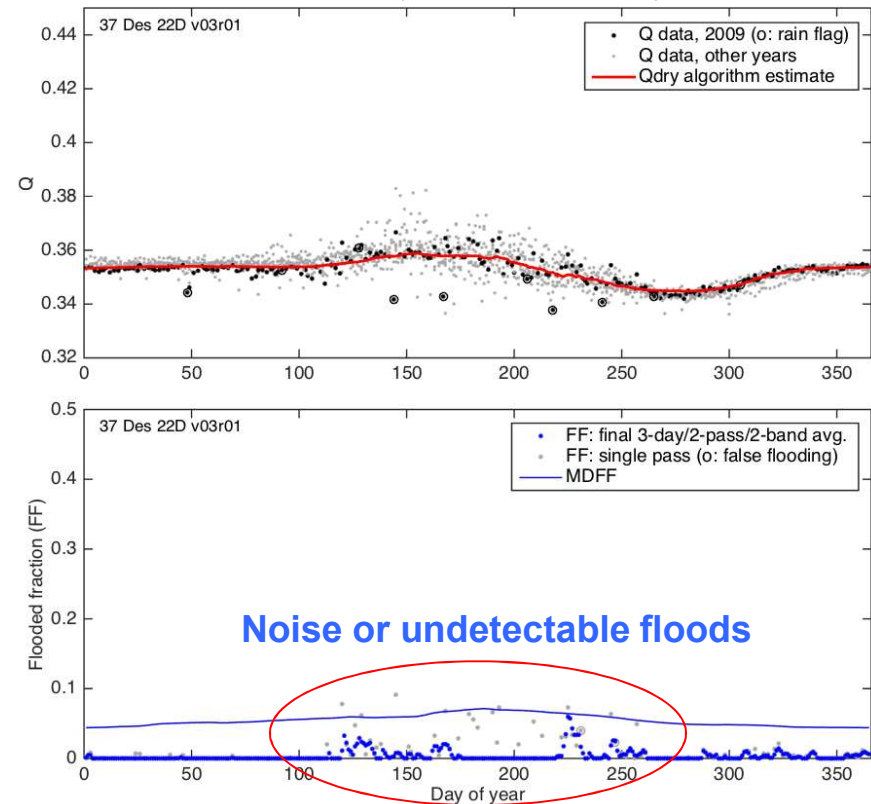 37 Des 22D v03r01
Q data, 2009 (o: rain flag)
Q data, other years
Qdry algorithm estimate
0.44
0.42
0.4
0.38
0.36
0.34
0.32
Q
0 50 100 150 200 250 300 350
37 Des 22D v03r01
FF: final 3-day/2-pass/2-band avg.
FF: single pass (o: false flooding)
MDFF
0.5
0.4
0.3
0.2
0.1
0
Flooded fraction (FF)
Noise or undetectable floods
0 50 100 150 200 250 300 350
Day of year